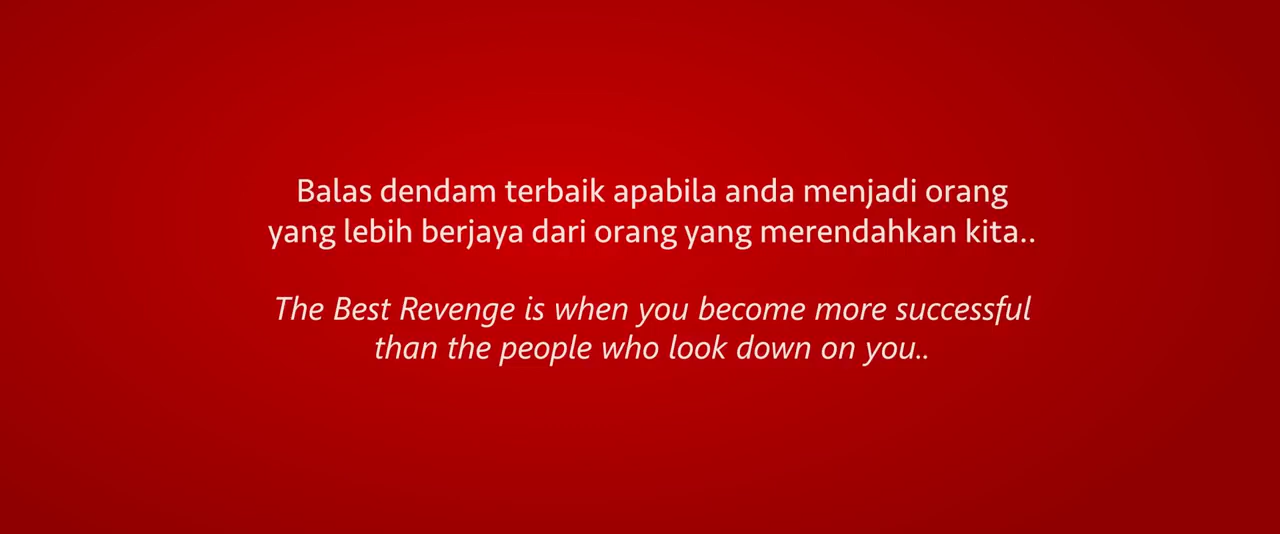 Balas dendam terbaik apabila anda menjadi orang
yang lebih berjaya dari orang yang merendahkan kita..
The Best Revenge is when you become more successful
than the people who look down on you..